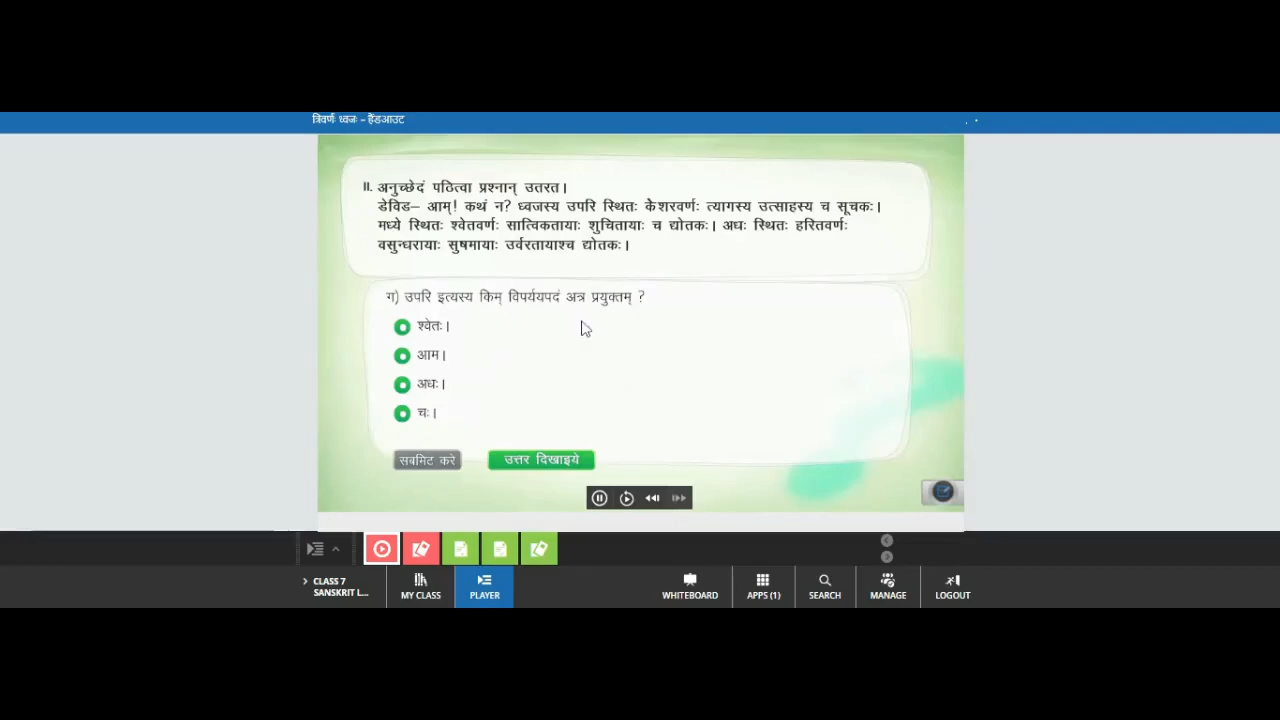 त्रिवर्णः ध्वजः - हैंडआउट
II. अनुच्छेदं पठित्वा प्रश्नान् उतरत।
डेविड– आम्! कथं न? ध्वजस्य उपरि स्थितः केशरवर्णः त्यागस्य उत्साहस्य च सूचकः।
मध्ये स्थितः श्वेतवर्णः सात्विकतायाः शुचितायाः च द्योतकः। अधः स्थितः हरितवर्णः
वसुन्धरायाः सुषमायाः उर्वरतायाश्च द्योतकः।
ग) उपरि इत्यस्य किम् विपर्ययपदं अत्र प्रयुक्तम् ?
श्वेतः।
आम।
अधः।
चः।
सबमिट करे
उत्तर दिखाइये
CLASS 7
SANSKRIT L...
MY CLASS
PLAYER
WHITEBOARD
APPS (1)
SEARCH
MANAGE
LOGOUT